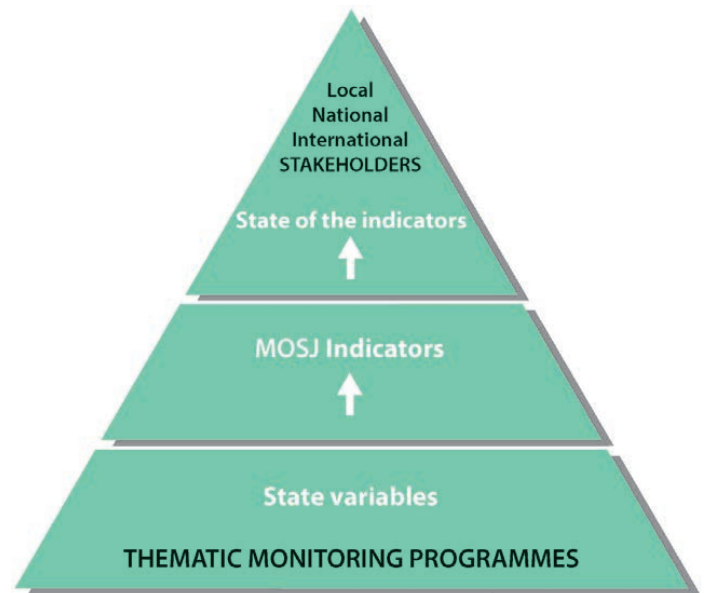 Local
National
International
STAKEHOLDERS
State of the indicators
MOSJ Indicators
State variables
THEMATIC MONITORING PROGRAMMES